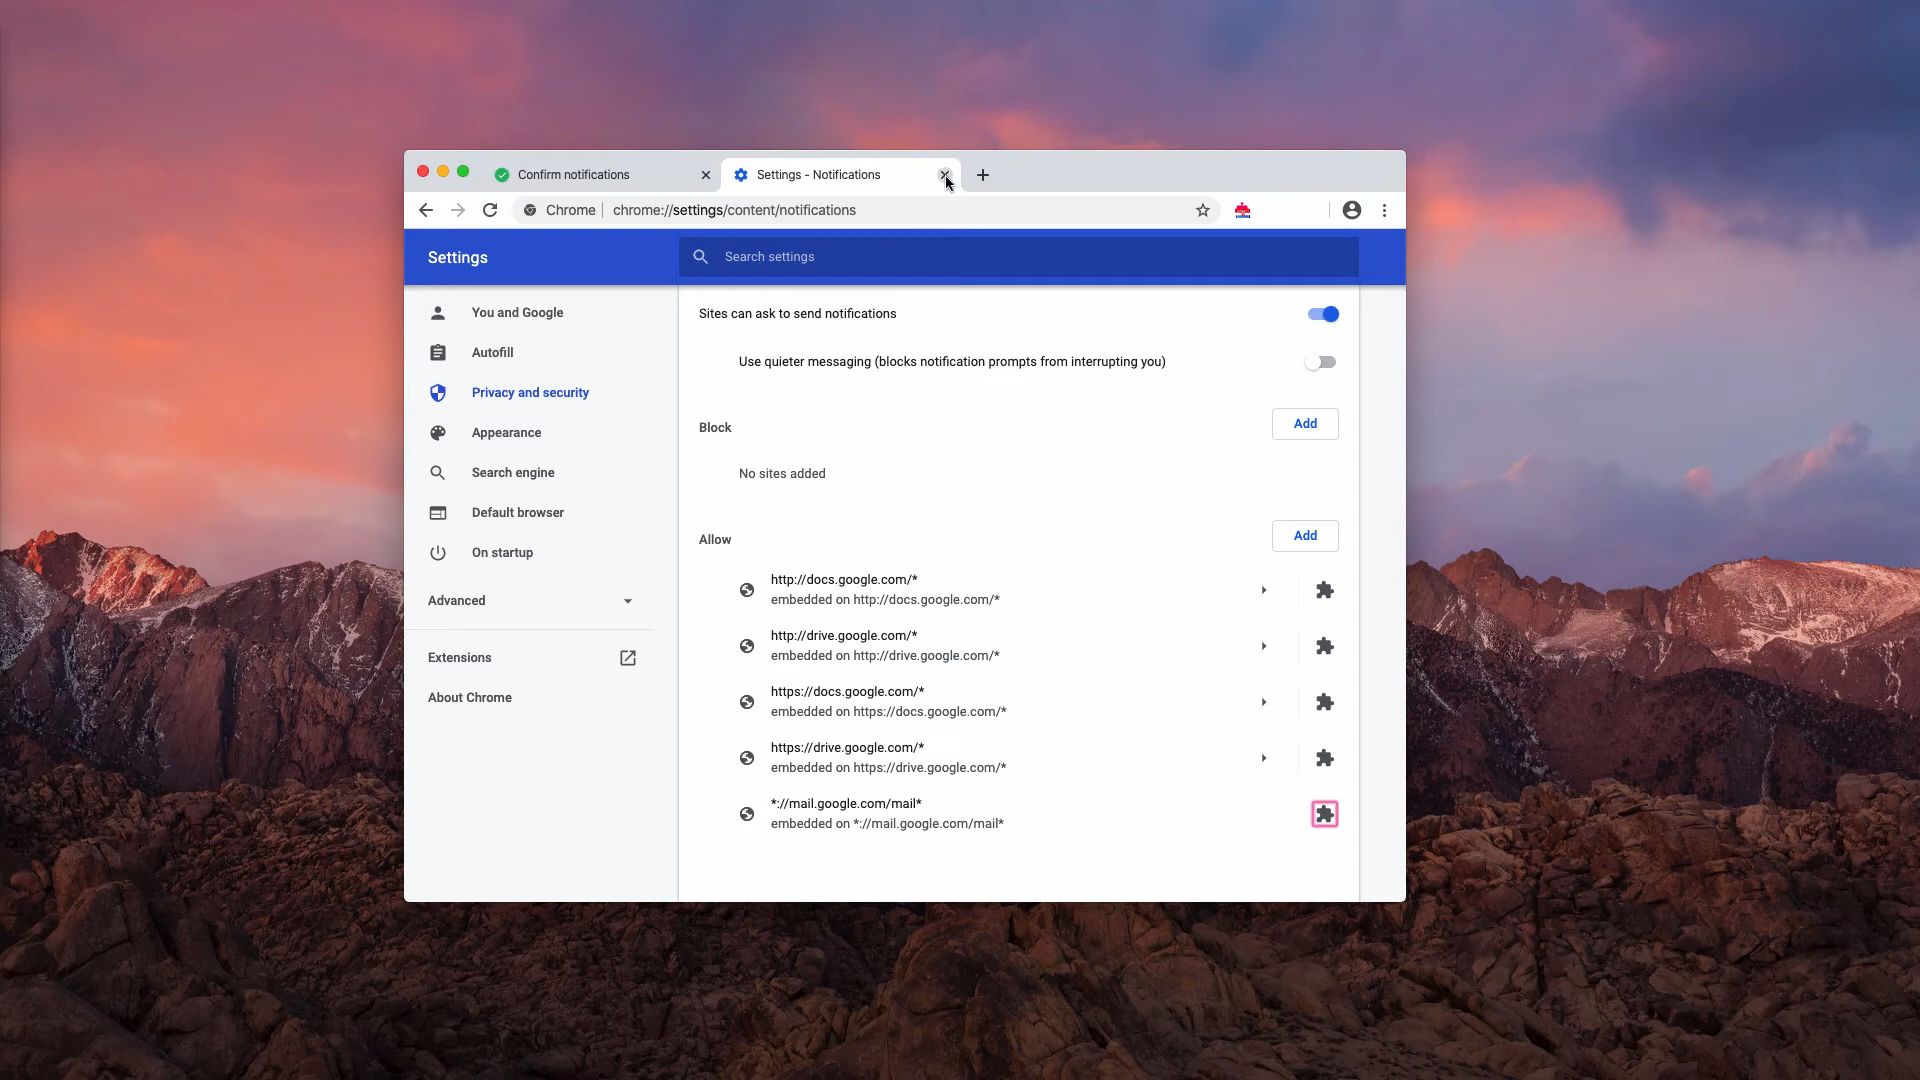 Confirm notifications
Settings - Notifications
Chrome
chrome://settings/content/notifications
Settings
Search settings
You and Google
Autofill
Privacy and security
Appearance
Search engine
Default browser
On startup
Advanced
Extensions
About Chrome
Sites can ask to send notifications
Use quieter messaging (blocks notification prompts from interrupting you)
Block
Add
No sites added
Allow
Add
http://docs.google.com/*
embedded on http://docs.google.com/*
http://drive.google.com/*
embedded on http://drive.google.com/*
https://docs.google.com/*
embedded on https://docs.google.com/*
https://drive.google.com/*
embedded on https://drive.google.com/*
*://mail.google.com/mail*
embedded on *://mail.google.com/mail*